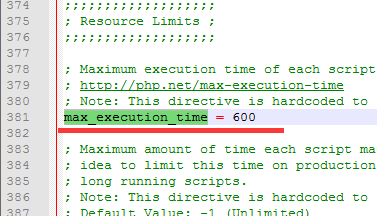 374 ;;;;;;;;;;;;;;;;;;;
375 ; Resource Limits ;
376 ;;;;;;;;;;;;;;;;;;;
377
378 ; Maximum execution time of each script
379 ; http://php.net/max-execution-time
380 ; Note: This directive is hardcoded to
381 max_execution_time = 600
382
383 ; Maximum amount of time each script ma
384 ; idea to limit this time on production
385 ; long running scripts.
386 ; Note: This directive is hardcoded to
387 ; Default Value: -1 (Unlimited)